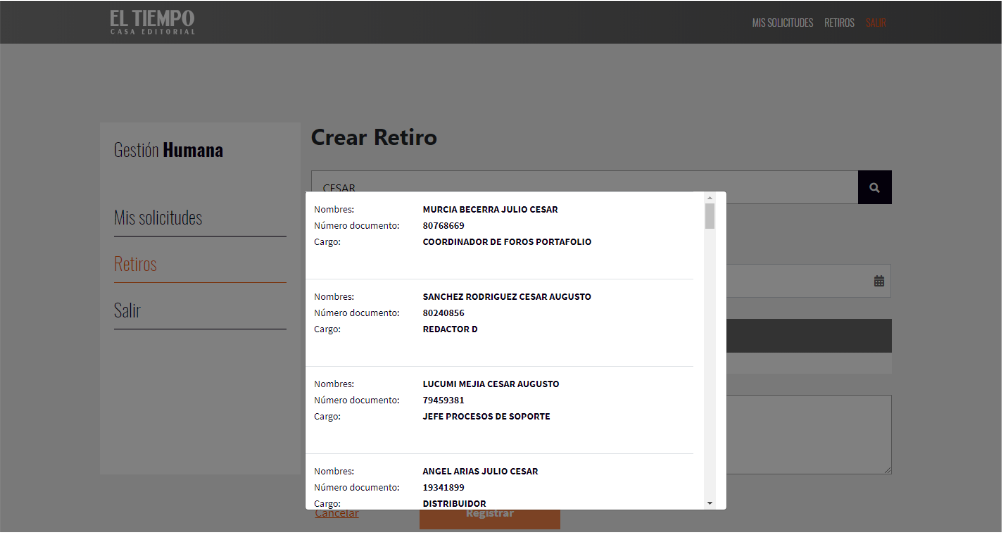 EL TIEMPO
CASA EDITORIAL
MIS SOLICITUDES RETIROS SALIR
Gestión Humana
Mis solicitudes
Retiros
Salir
Crear Retiro
CESAR
Nombres: MURCIA BECERRA JULIO CESAR
Número documento: 80768669
Cargo: COORDINADOR DE FOROS PORTAFOLIO
Nombres: SANCHEZ RODRIGUEZ CESAR AUGUSTO
Número documento: 80240856
Cargo: REDACTOR D
Nombres: LUCUMI MEJIA CESAR AUGUSTO
Número documento: 79459381
Cargo: JEFE PROCESOS DE SOPORTE
Nombres: ANGEL ARIAS JULIO CESAR
Número documento: 19341899
Cargo: DISTRIBUIDOR
Cancelar Registrar